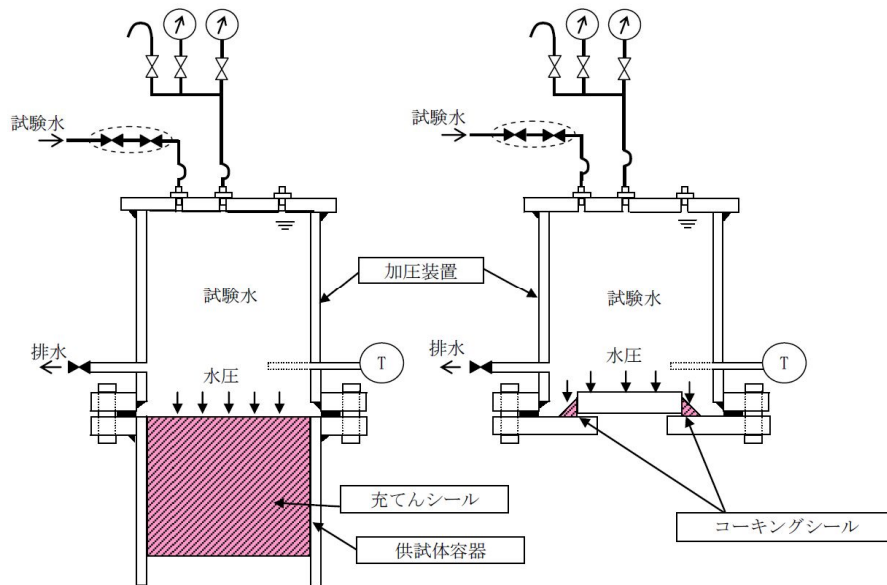 試験水
試験水
加圧装置
試験水
試験水
排水
水圧
T
排水
水圧
T
充てんシール
コーキングシール
供試体容器